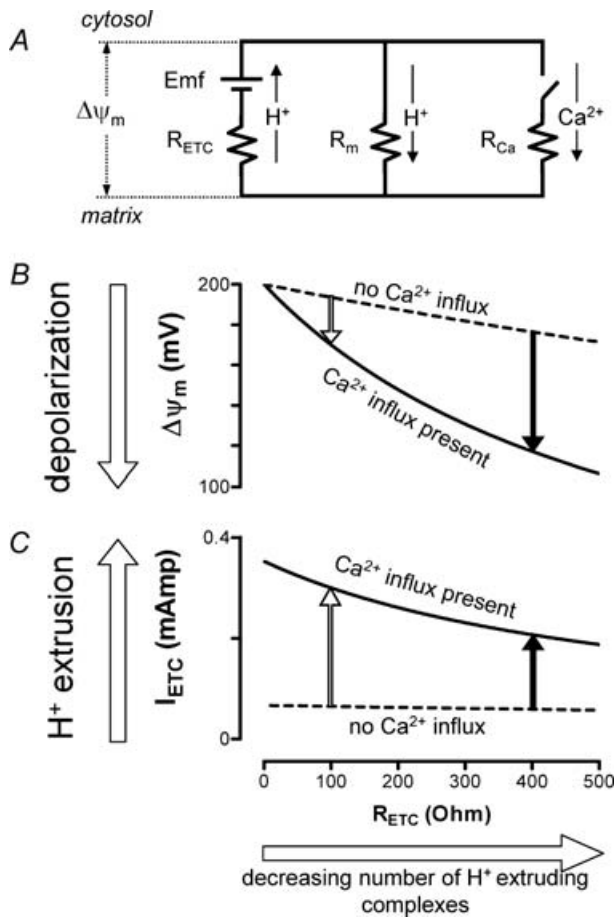 A
cytosol
Emf
Δψm
RETC
H+
Rm
H+
RCa
Ca2+
matrix
B
depolarization
Δψm (mV)
200
100
no Ca2+ influx
Ca2+ influx present
C
H+ extrusion
IETC (mAmp)
0.4
0
Ca2+ influx present
no Ca2+ influx
0 100 200 300 400 500
RETC (Ohm)
decreasing number of H+ extruding
complexes